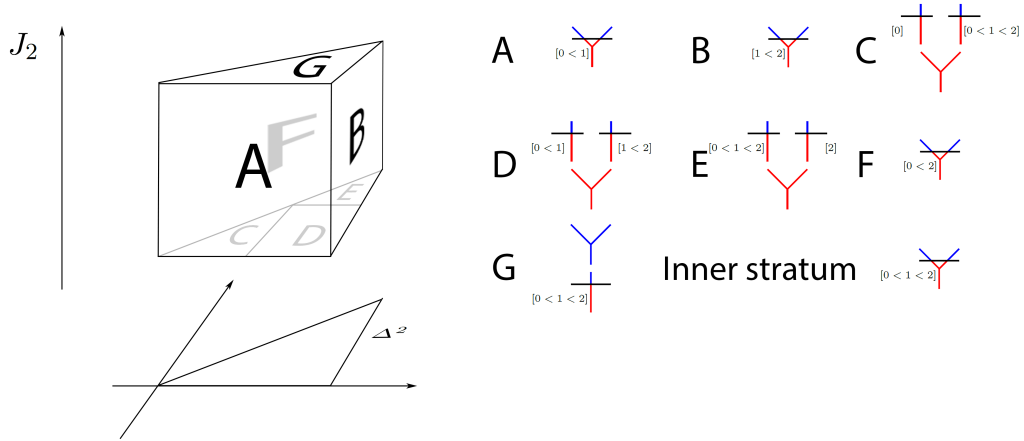 J₂
G
F
B
A
E
C
D
Δ²
A [0 < 1]
B [1 < 2]
C [0] [0 < 1 < 2]
D [0 < 1] [1 < 2]
E [0 < 1 < 2] [2]
F [0 < 2]
G [0 < 1 < 2]
Inner stratum [0 < 1 < 2]